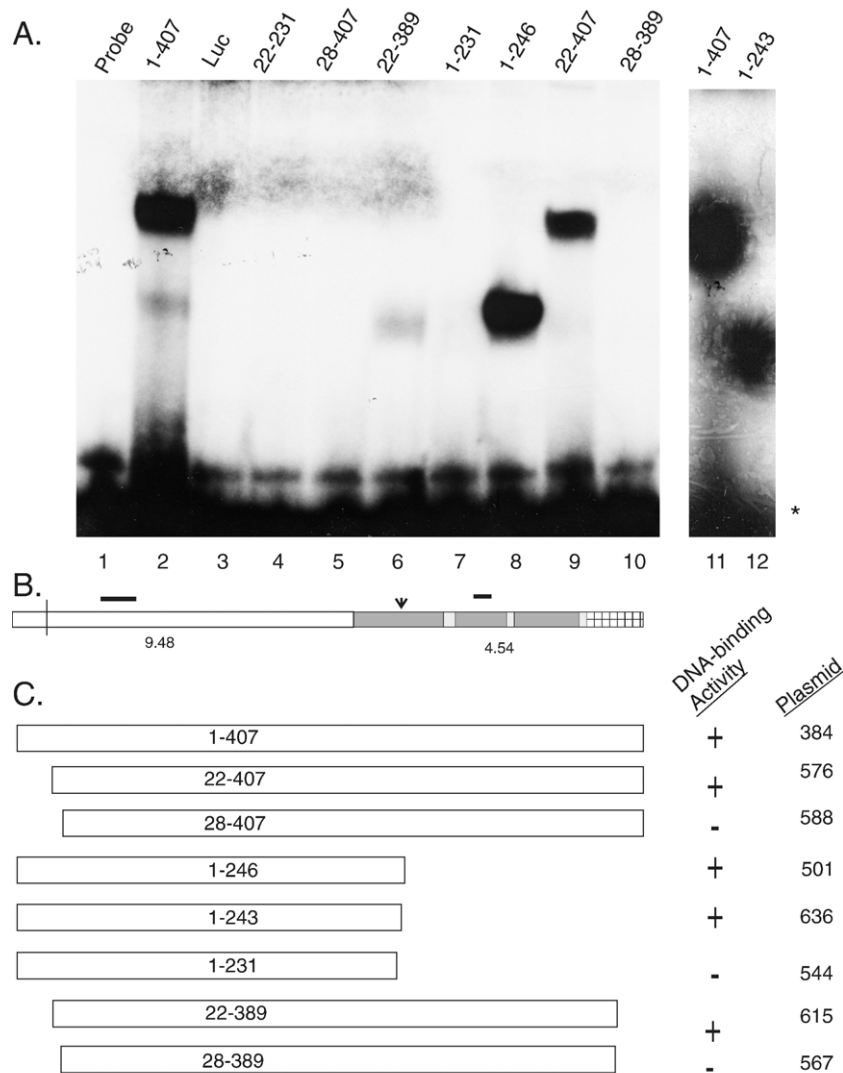 A.
Probe 1-407 Luc 22-231 28-407 22-389 1-231 1-246 22-407 28-389 1-407 1-243
*
1 2 3 4 5 6 7 8 9 10 11 12
B.
9.48 4.54
DNA-binding Activity Plasmid
C.
1-407 + 384
22-407 + 576
28-407 - 588
1-246 + 501
1-243 + 636
1-231 - 544
22-389 + 615
28-389 - 567